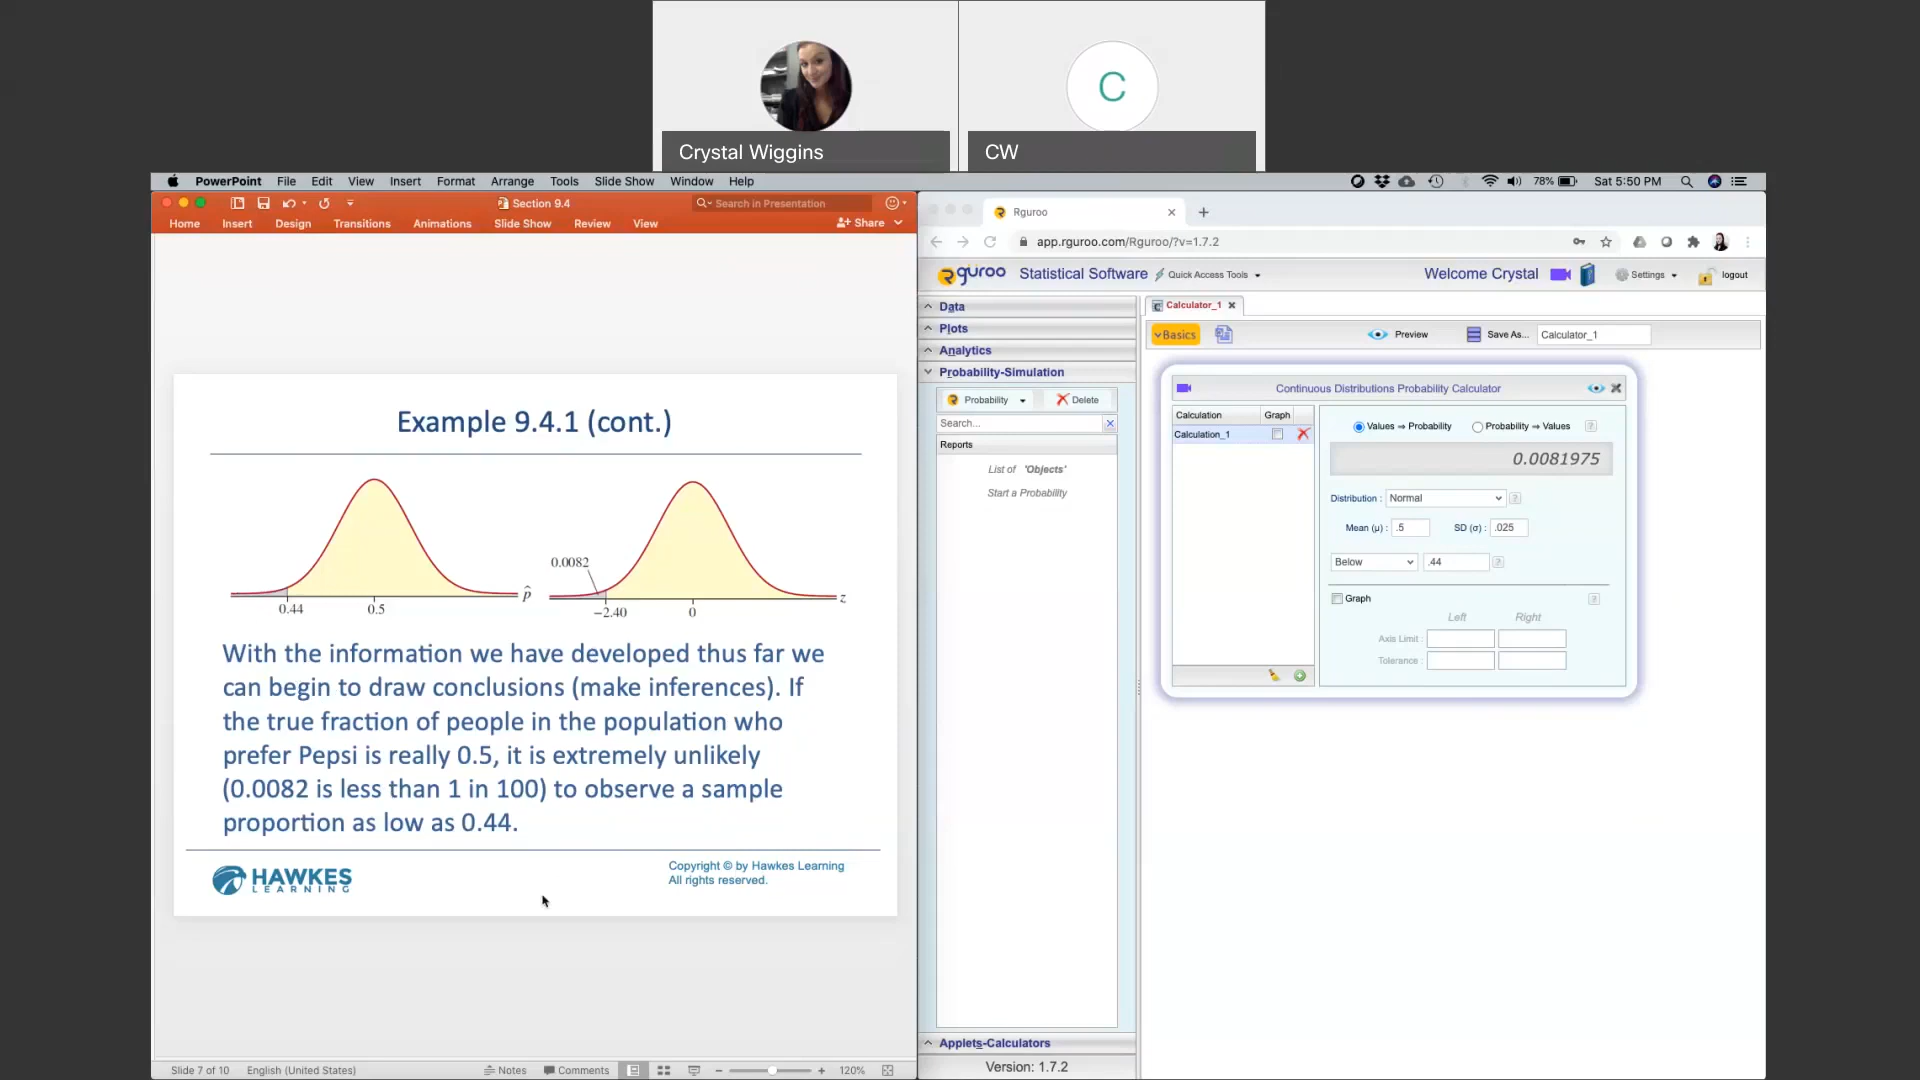 C
Crystal Wiggins
CW
PowerPoint File Edit View Insert Format Arrange Tools Slide Show Window Help
78% Sat 5:50 PM
Section 9.4
Search in Presentation
Home Insert Design Transitions Animations Slide Show Review View
Share
Example 9.4.1 (cont.)
0.44 0.5 p̂
0.0082
−2.40 0 z
With the information we have developed thus far we
can begin to draw conclusions (make inferences). If
the true fraction of people in the population who
prefer Pepsi is really 0.5, it is extremely unlikely
(0.0082 is less than 1 in 100) to observe a sample
proportion as low as 0.44.
HAWKES
LEARNING
Copyright © by Hawkes Learning
All rights reserved.
Slide 7 of 10 English (United States) Notes Comments 120%
Rguroo
app.rguroo.com/Rguroo/?v=1.7.2
Rguroo Statistical Software Quick Access Tools
Welcome Crystal Settings logout
Data
Plots
Analytics
Probability-Simulation
Probability Delete
Search...
Reports
List of 'Objects'
Start a Probability
Applets-Calculators
Version: 1.7.2
Calculator_1
Basics Preview Save As... Calculator_1
Continuous Distributions Probability Calculator
Calculation Graph
Calculation_1
Values ⇒ Probability Probability ⇒ Values ?
0.0081975
Distribution : Normal ?
Mean (μ) : .5 SD (σ) : .025
Below .44 ?
Graph ?
Left Right
Axis Limit :
Tolerance :